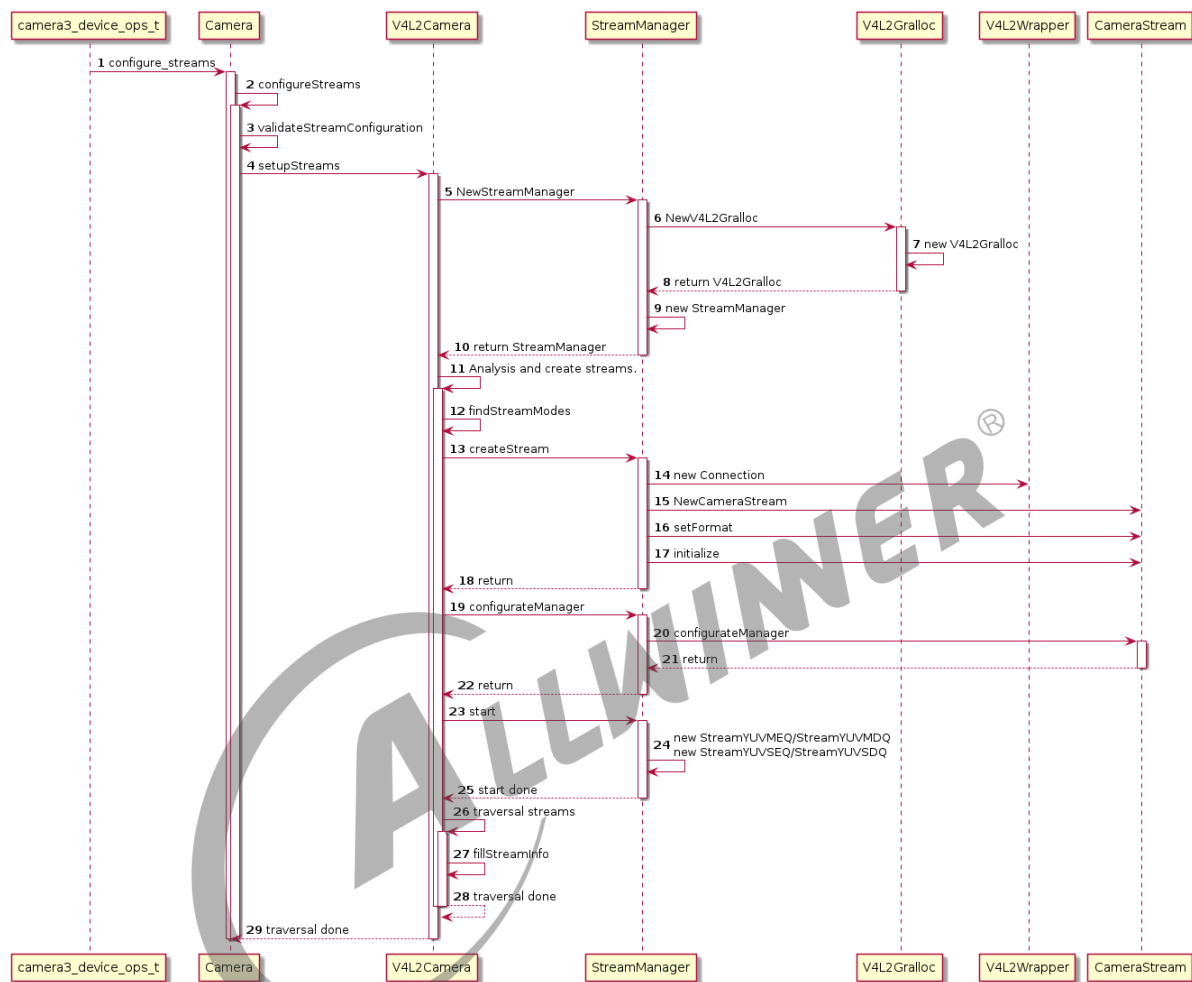 camera3_device_ops_t Camera V4L2Camera StreamManager V4L2Gralloc V4L2Wrapper CameraStream
1 configure_streams
2 configureStreams
3 validateStreamConfiguration
4 setupStreams
5 NewStreamManager
6 NewV4L2Gralloc
7 new V4L2Gralloc
8 return V4L2Gralloc
9 new StreamManager
10 return StreamManager
11 Analysis and create streams.
12 findStreamModes
13 createStream
14 new Connection
15 NewCameraStream
16 setFormat
17 initialize
18 return
19 configurateManager
20 configurateManager
21 return
22 return
23 start
24 new StreamYUVMEQ/StreamYUVMDQ
new StreamYUVSEQ/StreamYUVSDQ
25 start done
26 traversal streams
27 fillStreamInfo
28 traversal done
29 traversal done
camera3_device_ops_t Camera V4L2Camera StreamManager V4L2Gralloc V4L2Wrapper CameraStream
ALLWINNER®